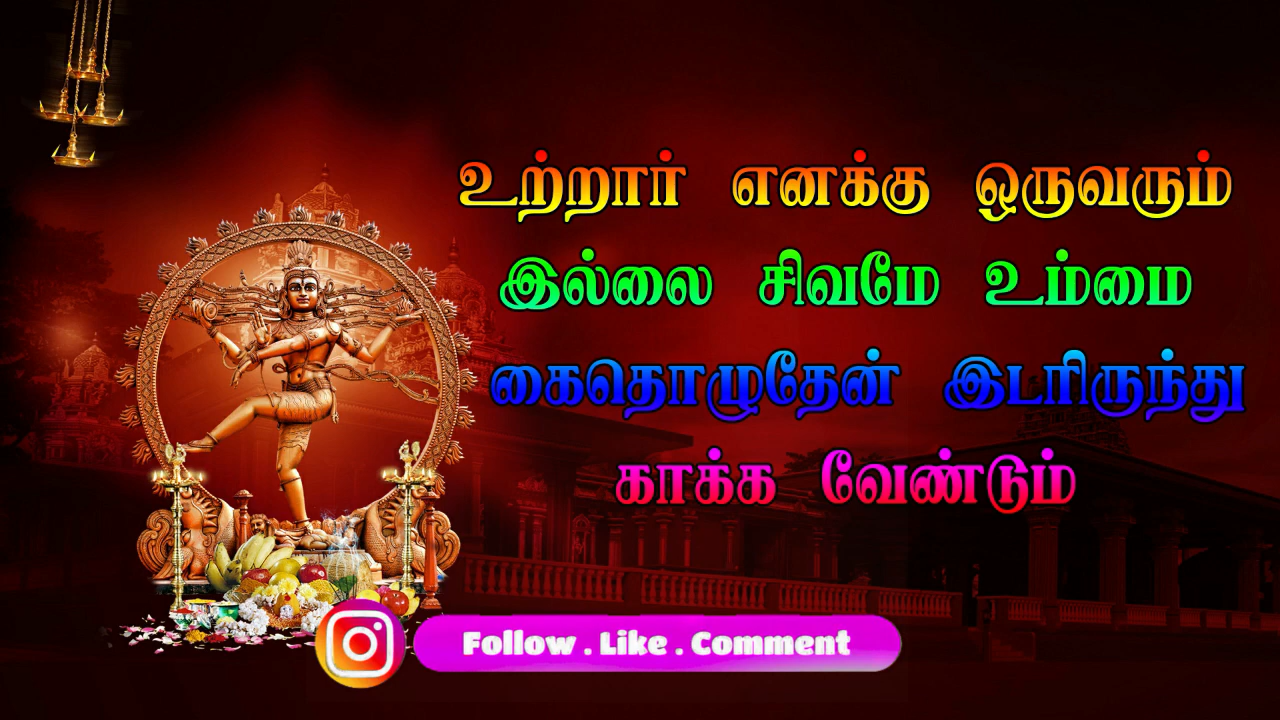 உற்றார் எனக்கு ஒருவரும்
இல்லை சிவமே உம்மை
கைதொழுதேன் இடரிருந்து
காக்க வேண்டும்
Follow . Like . Comment